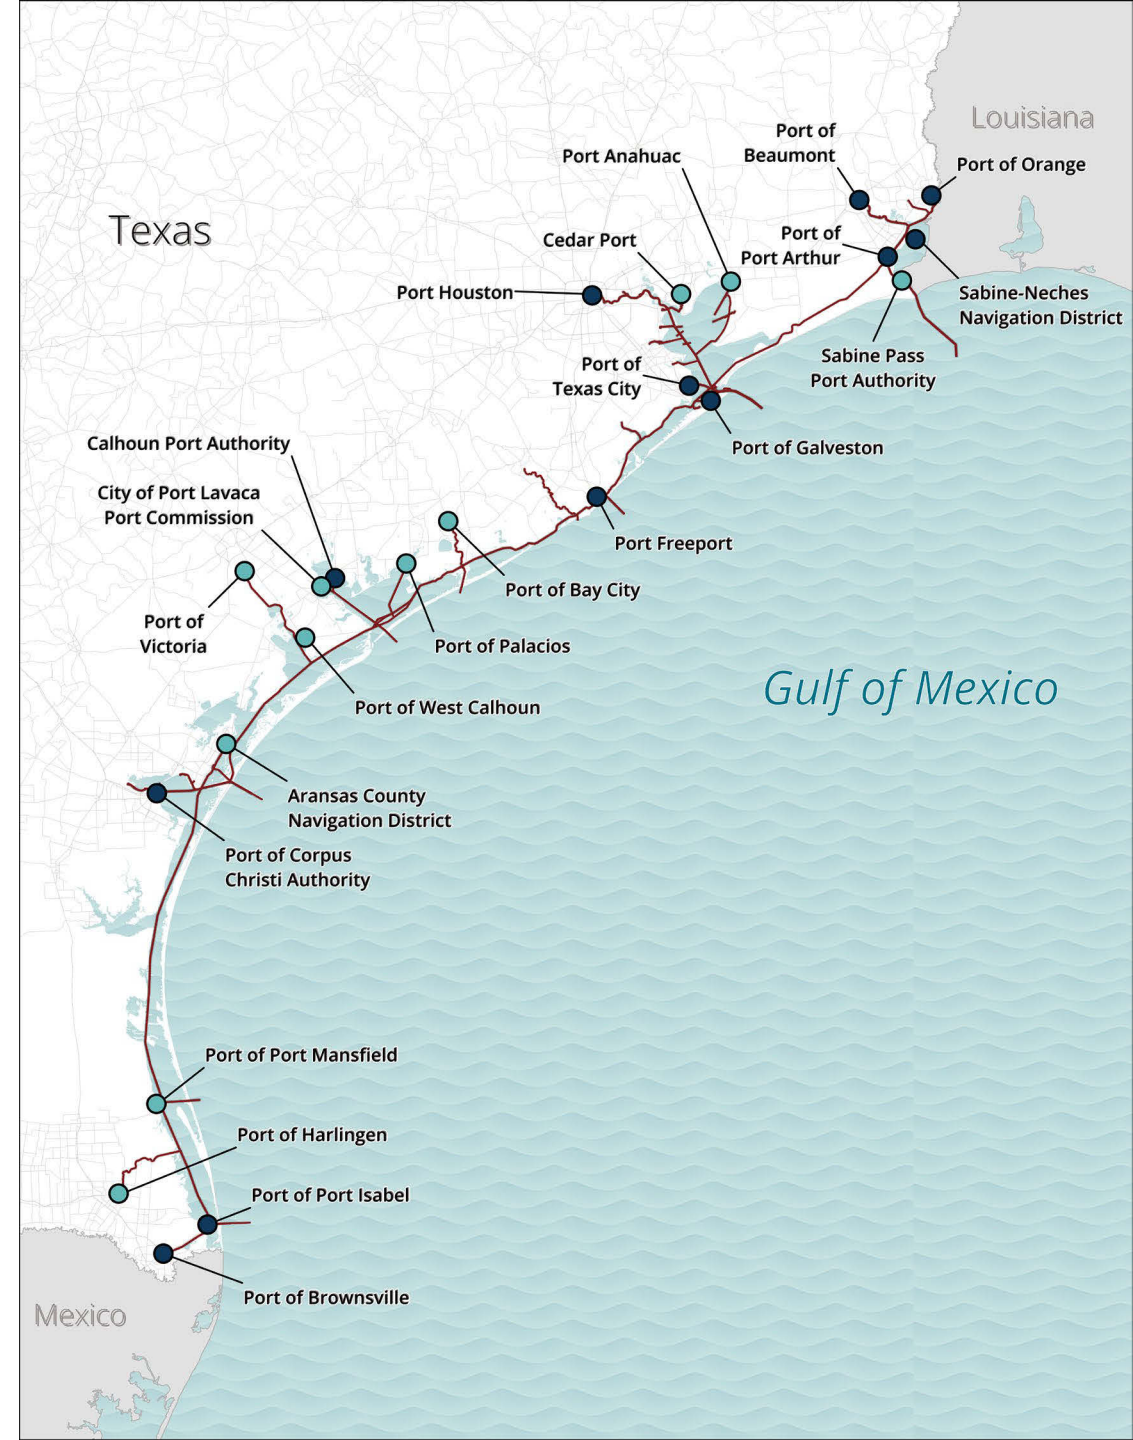 Louisiana
Port of
Beaumont
Port Anahuac
Port of Orange
Texas
Cedar Port
Port of
Port Arthur
Port Houston
Sabine-Neches
Navigation District
Sabine Pass
Port Authority
Port of
Texas City
Port of Galveston
Calhoun Port Authority
City of Port Lavaca
Port Commission
Port Freeport
Port of Bay City
Port of
Victoria
Port of Palacios
Gulf of Mexico
Port of West Calhoun
Aransas County
Navigation District
Port of Corpus
Christi Authority
Port of Port Mansfield
Port of Harlingen
Port of Port Isabel
Port of Brownsville
Mexico